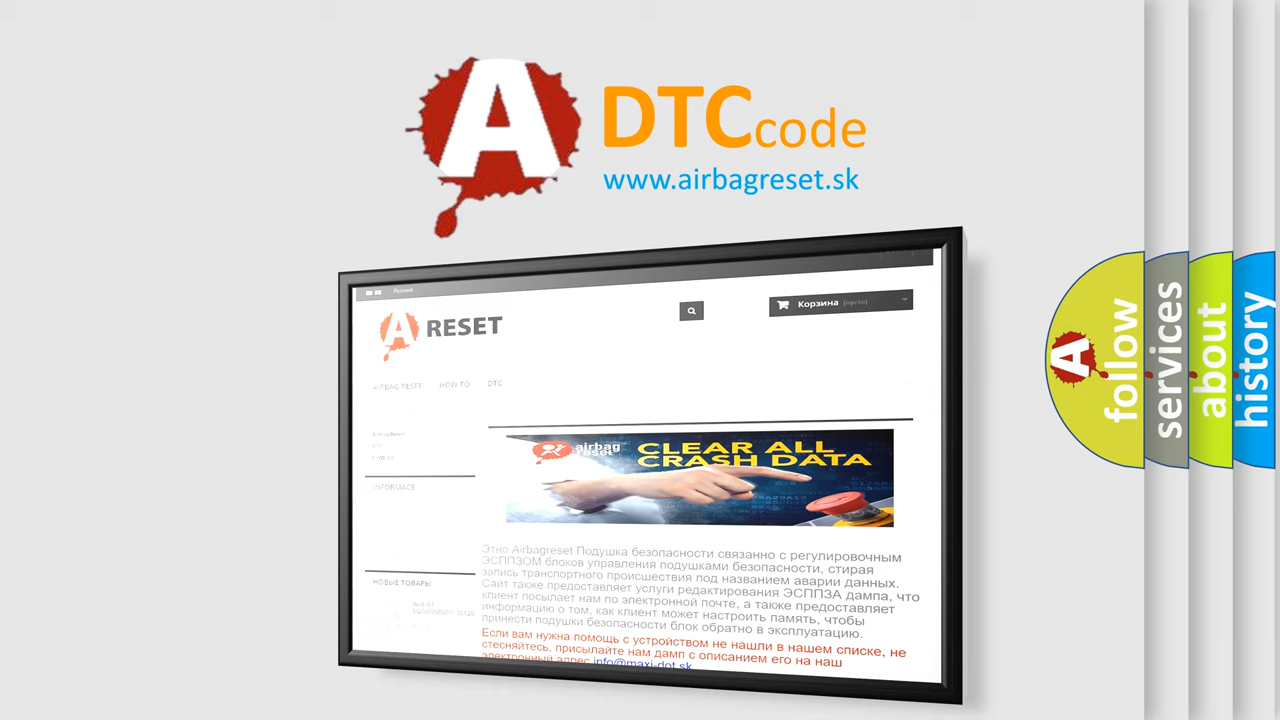 A DTC code
www.airbagreset.sk
Русский
A RESET
Корзина (пусто)
AIRBAG RESET HOW TO DTC
INFORMACE
НОВЫЕ ТОВАРЫ
airbag reset
CLEAR ALL
CRASH DATA
Этно Airbagreset Подушка безопасности связанно с регулировочным
ЭСППЗОМ блоков управления подушками безопасности, стирая
запись транспортного происшествия под названием аварии данных.
Сайт также предоставляет услуги редактирования ЭСППЗА дампа, что
клиент посылает нам по электронной почте, а также предоставляет
информацию о том, как клиент может настроить память, чтобы
принести подушки безопасности блок обратно в эксплуатацию.
Если вам нужна помощь с устройством не нашли в нашем списке, не
стесняйтесь, присылайте нам дамп с описанием его на наш
электронный адрес info@maxi-dot.sk
A follow
services
about
history